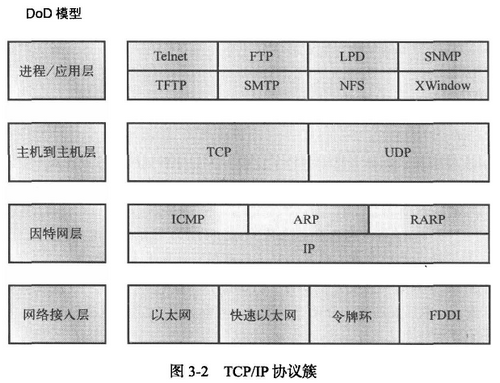 DoD 模型
进程/应用层
Telnet FTP LPD SNMP
TFTP SMTP NFS XWindow
主机到主机层
TCP UDP
因特网层
ICMP ARP RARP
IP
网络接入层
以太网 快速以太网 令牌环 FDDI
图 3-2 TCP/IP 协议簇